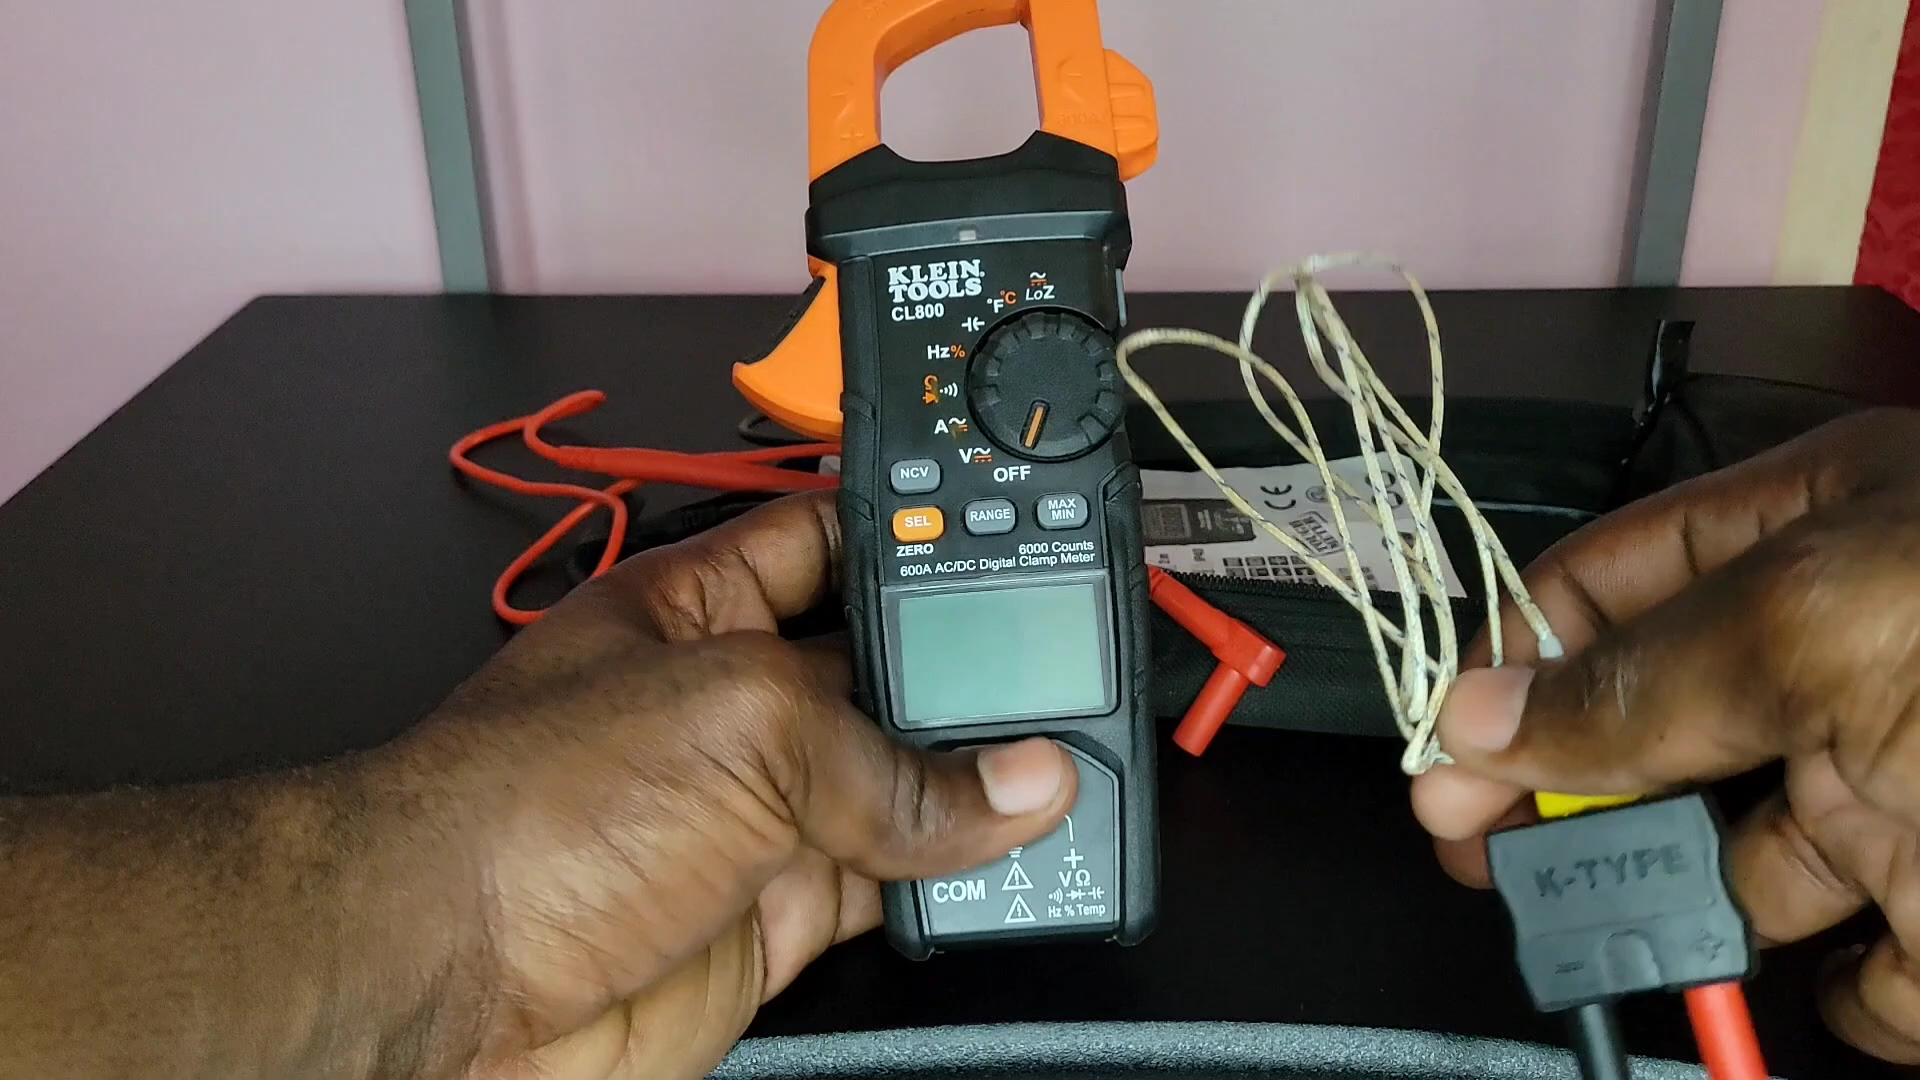 KLEIN
TOOLS
CL800
°F°C
LoZ
Hz%
A
V
OFF
NCV
SEL
RANGE
MAX
MIN
ZERO
6000 Counts
600A AC/DC Digital Clamp Meter
COM
+
VΩ
Hz % Temp
K-TYPE
CE